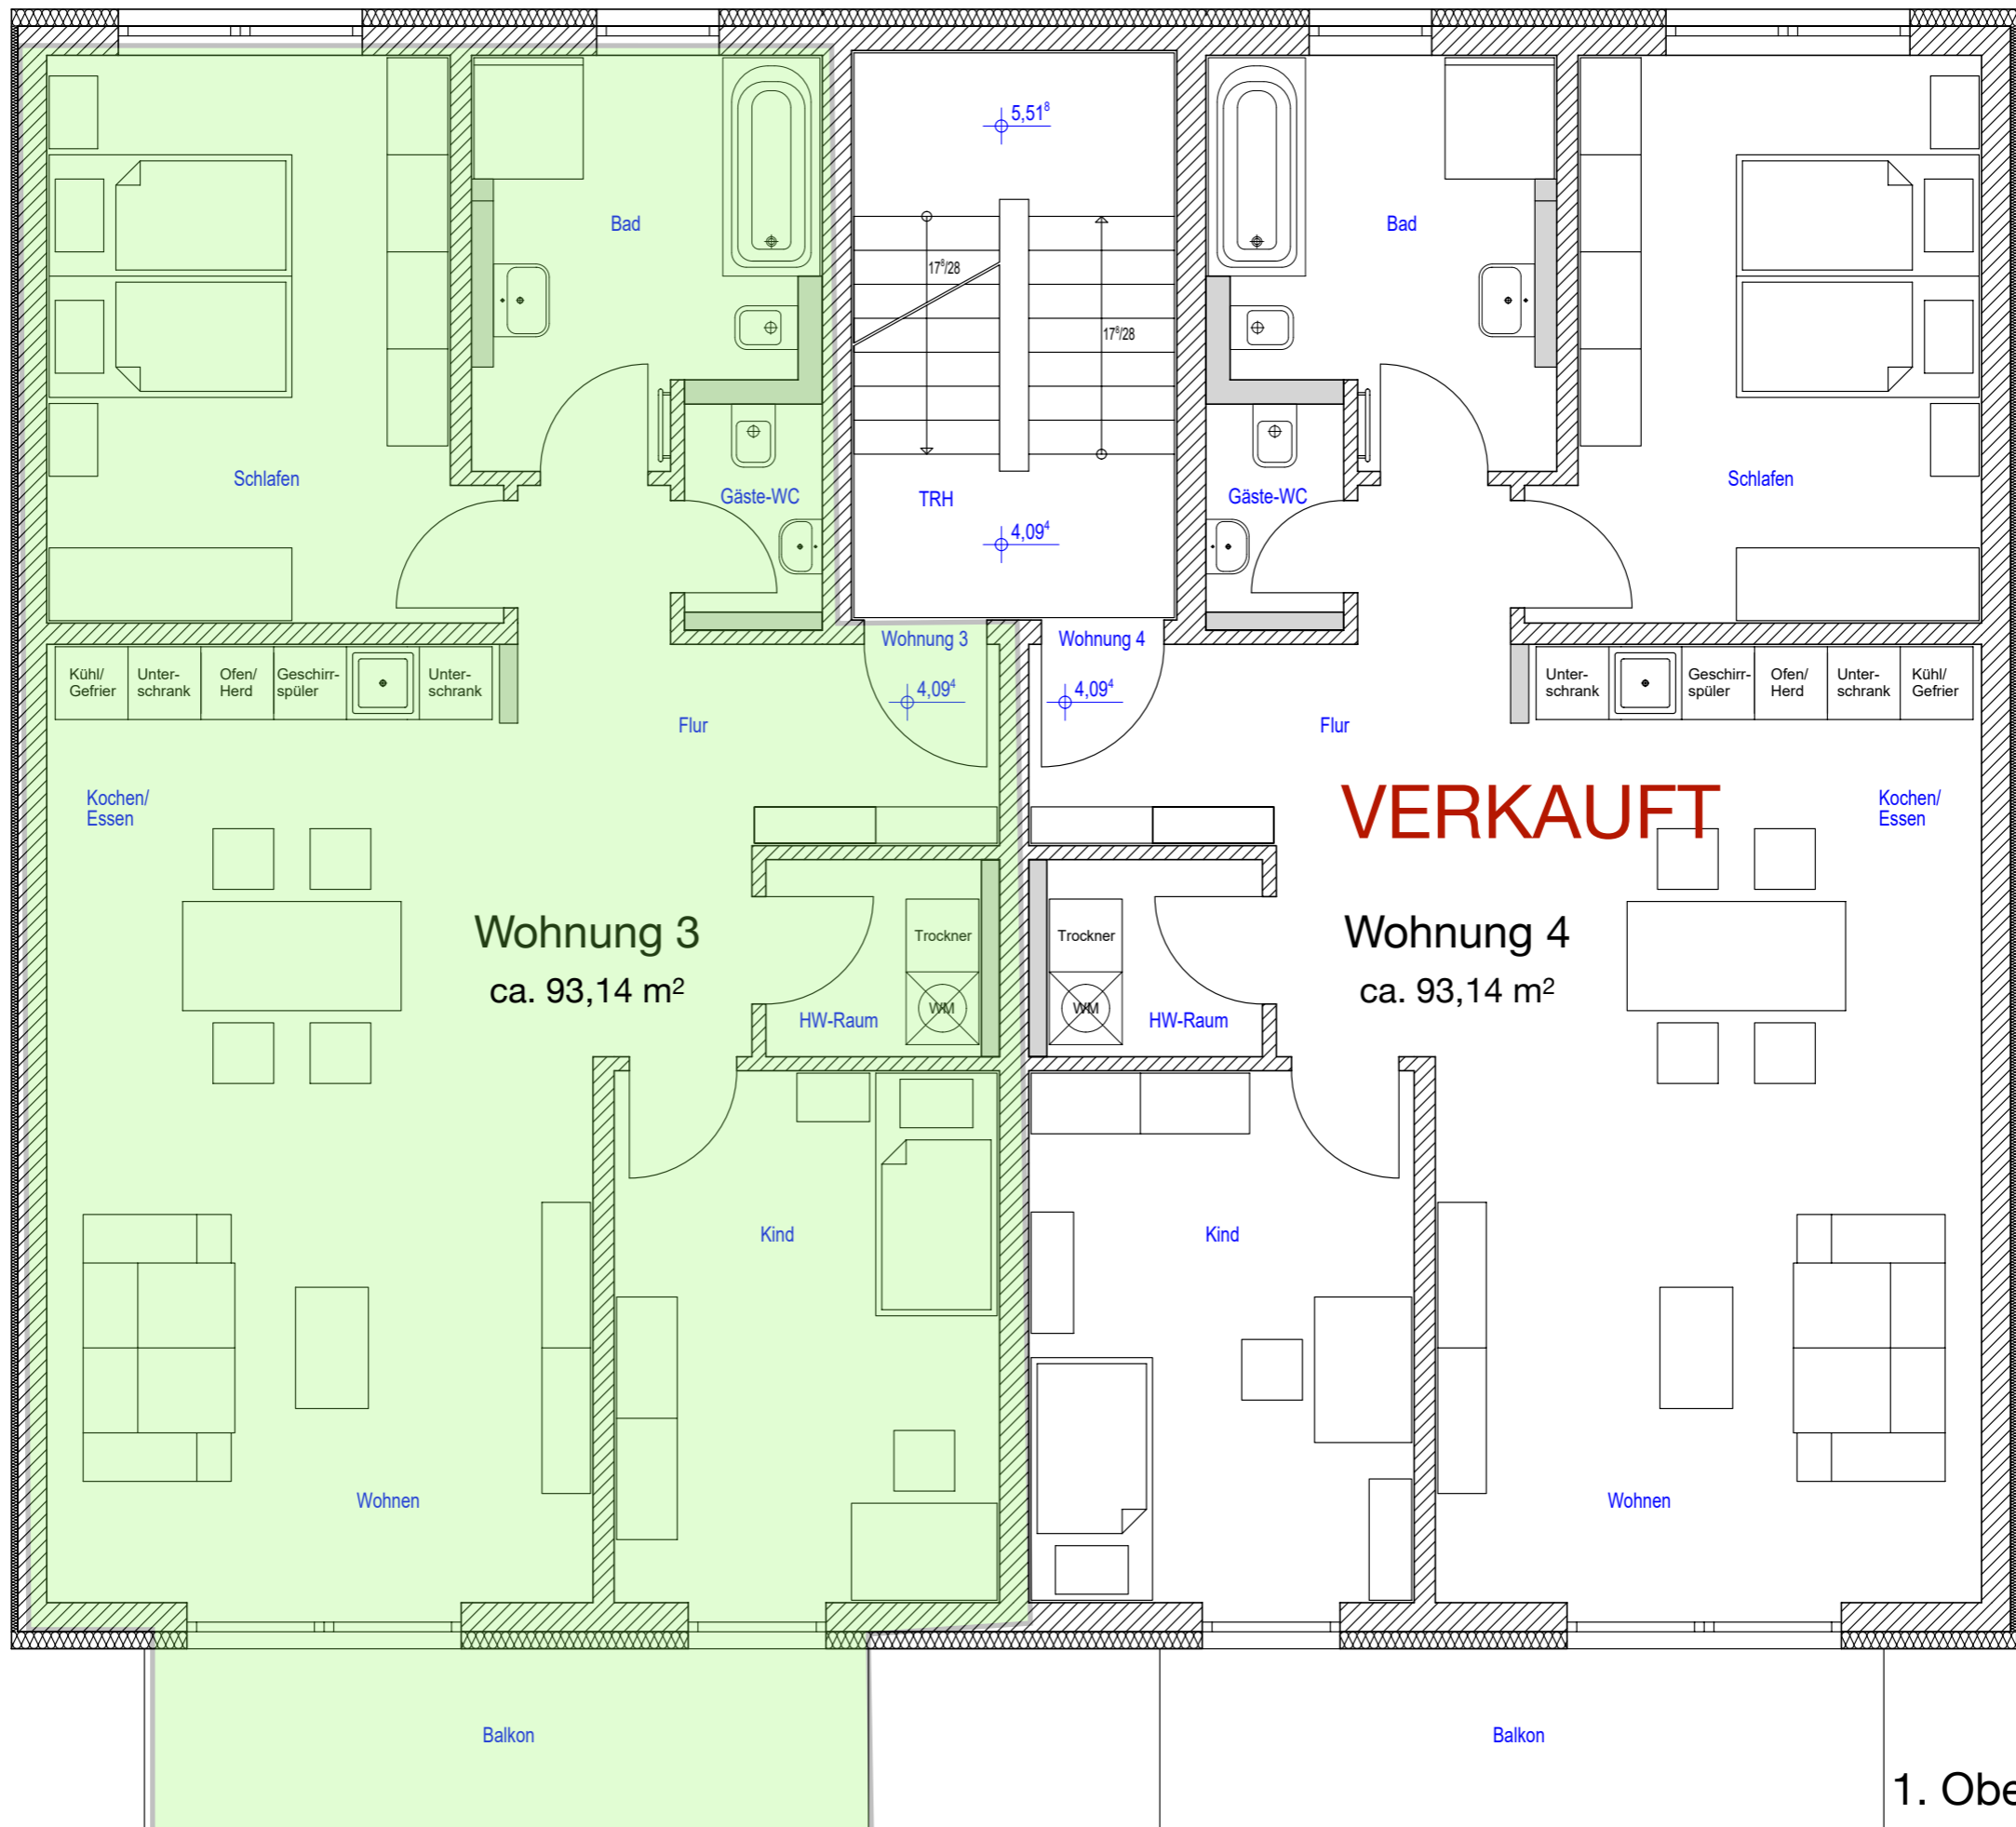 5,51⁸
Bad
Bad
17⁸/28
17⁸/28
Schlafen
Gäste-WC
TRH
Gäste-WC
Schlafen
4,09⁴
Wohnung 3
Wohnung 4
Kühl/
Gefrier
Unter-
schrank
Ofen/
Herd
Geschirr-
spüler
Unter-
schrank
4,09⁴
4,09⁴
Unter-
schrank
Geschirr-
spüler
Ofen/
Herd
Unter-
schrank
Kühl/
Gefrier
Flur
Flur
Kochen/
Essen
VERKAUFT
Kochen/
Essen
Wohnung 3
ca. 93,14 m²
Trockner
Trockner
Wohnung 4
ca. 93,14 m²
WM
WM
HW-Raum
HW-Raum
Kind
Kind
Wohnen
Wohnen
Balkon
Balkon
1. Obe